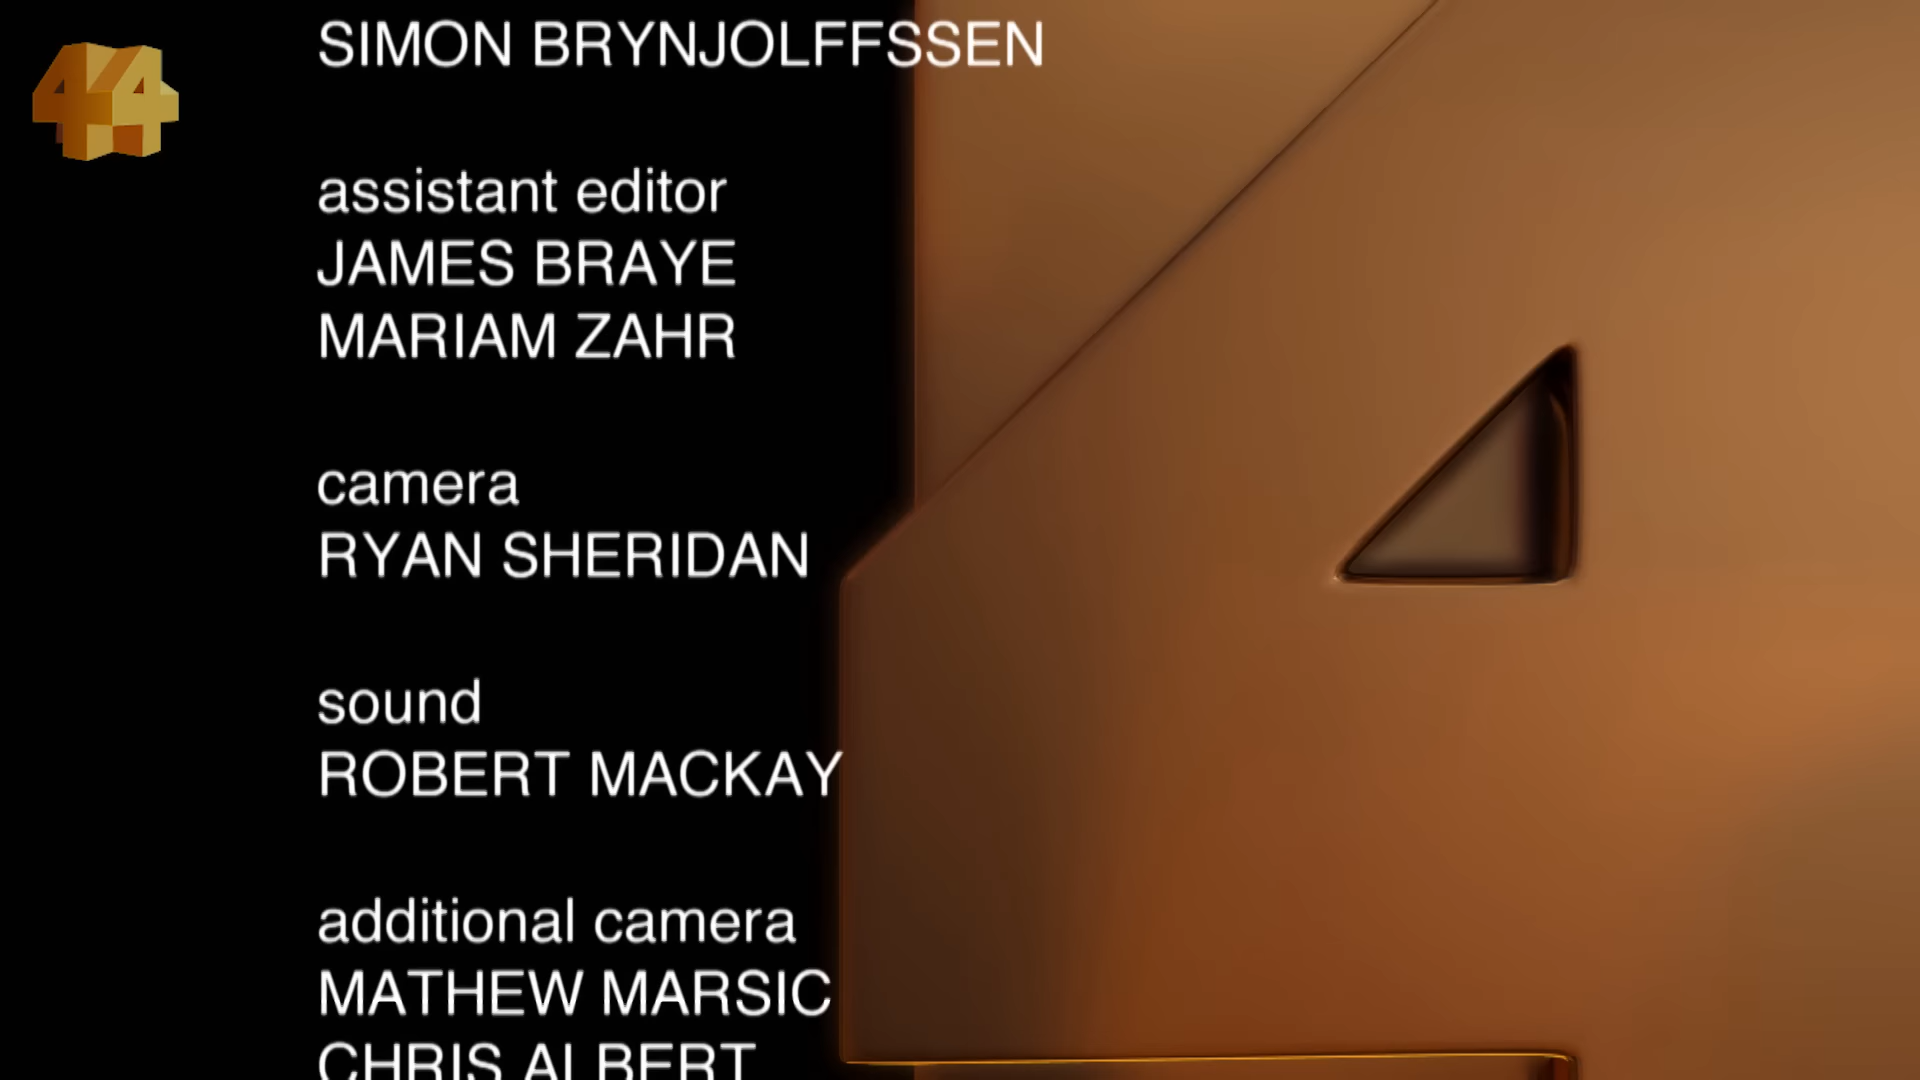 44
SIMON BRYNJOLFFSSEN
assistant editor
JAMES BRAYE
MARIAM ZAHR
camera
RYAN SHERIDAN
sound
ROBERT MACKAY
additional camera
MATHEW MARSIC
CHRIS ALBERT